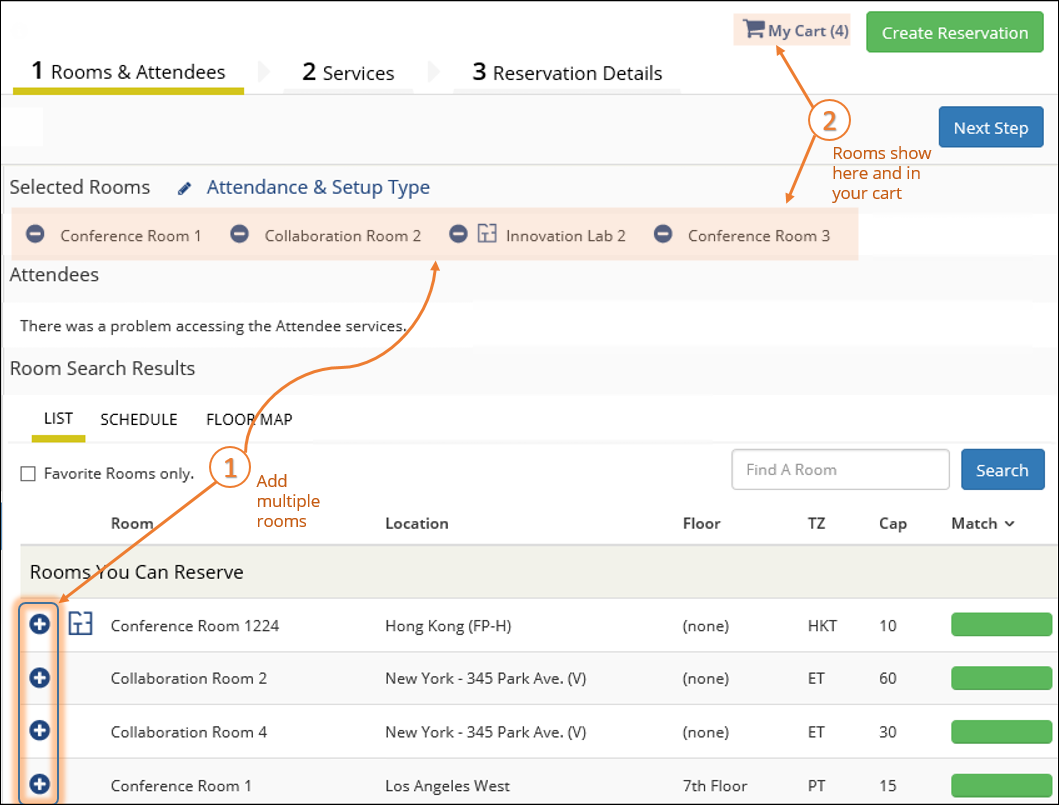 My Cart (4)
Create Reservation
1 Rooms & Attendees
2 Services
3 Reservation Details
2
Next Step
Rooms show
here and in
your cart
Selected Rooms
Attendance & Setup Type
Conference Room 1
Collaboration Room 2
Innovation Lab 2
Conference Room 3
Attendees
There was a problem accessing the Attendee services.
Room Search Results
LIST
SCHEDULE
FLOOR MAP
Favorite Rooms only.
1
Add
multiple
rooms
Find A Room
Search
Room Location Floor TZ Cap Match
Rooms You Can Reserve
Conference Room 1224 Hong Kong (FP-H) (none) HKT 10
Collaboration Room 2 New York - 345 Park Ave. (V) (none) ET 60
Collaboration Room 4 New York - 345 Park Ave. (V) (none) ET 30
Conference Room 1 Los Angeles West 7th Floor PT 15